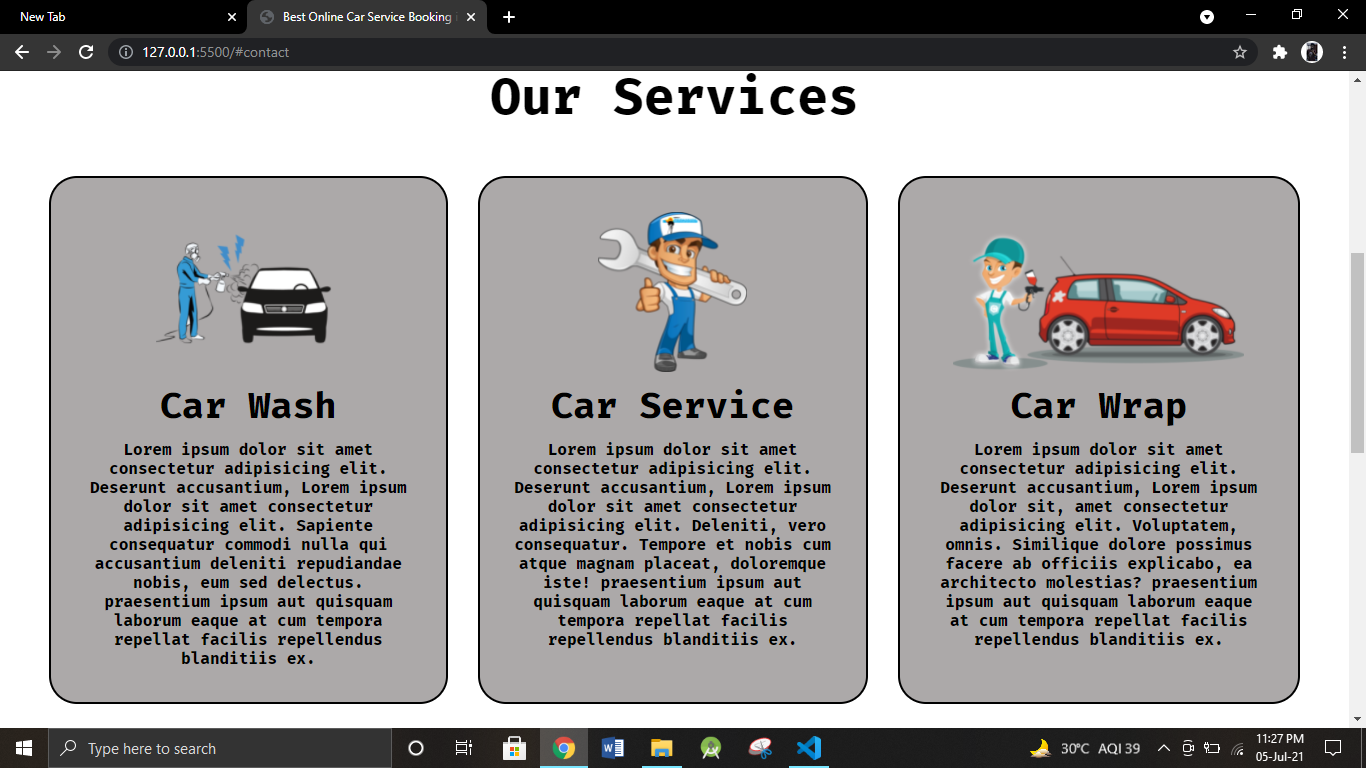 New Tab
Best Online Car Service Booking
127.0.0.1:5500/#contact
Our Services
Car Wash
Lorem ipsum dolor sit amet
consectetur adipisicing elit.
Deserunt accusantium, Lorem ipsum
dolor sit amet consectetur
adipisicing elit. Sapiente
consequatur commodi nulla qui
accusantium deleniti repudiandae
nobis, eum sed delectus.
praesentium ipsum aut quisquam
laborum eaque at cum tempora
repellat facilis repellendus
blanditiis ex.
Car Service
Lorem ipsum dolor sit amet
consectetur adipisicing elit.
Deserunt accusantium, Lorem ipsum
dolor sit amet consectetur
adipisicing elit. Deleniti, vero
consequatur. Tempore et nobis cum
atque magnam placeat, doloremque
iste! praesentium ipsum aut
quisquam laborum eaque at cum
tempora repellat facilis
repellendus blanditiis ex.
Car Wrap
Lorem ipsum dolor sit amet
consectetur adipisicing elit.
Deserunt accusantium, Lorem ipsum
dolor sit, amet consectetur
adipisicing elit. Voluptatem,
omnis. Similique dolore possimus
facere ab officiis explicabo, ea
architecto molestias? praesentium
ipsum aut quisquam laborum eaque
at cum tempora repellat facilis
repellendus blanditiis ex.
Type here to search
30°C AQI 39
11:27 PM
05-Jul-21